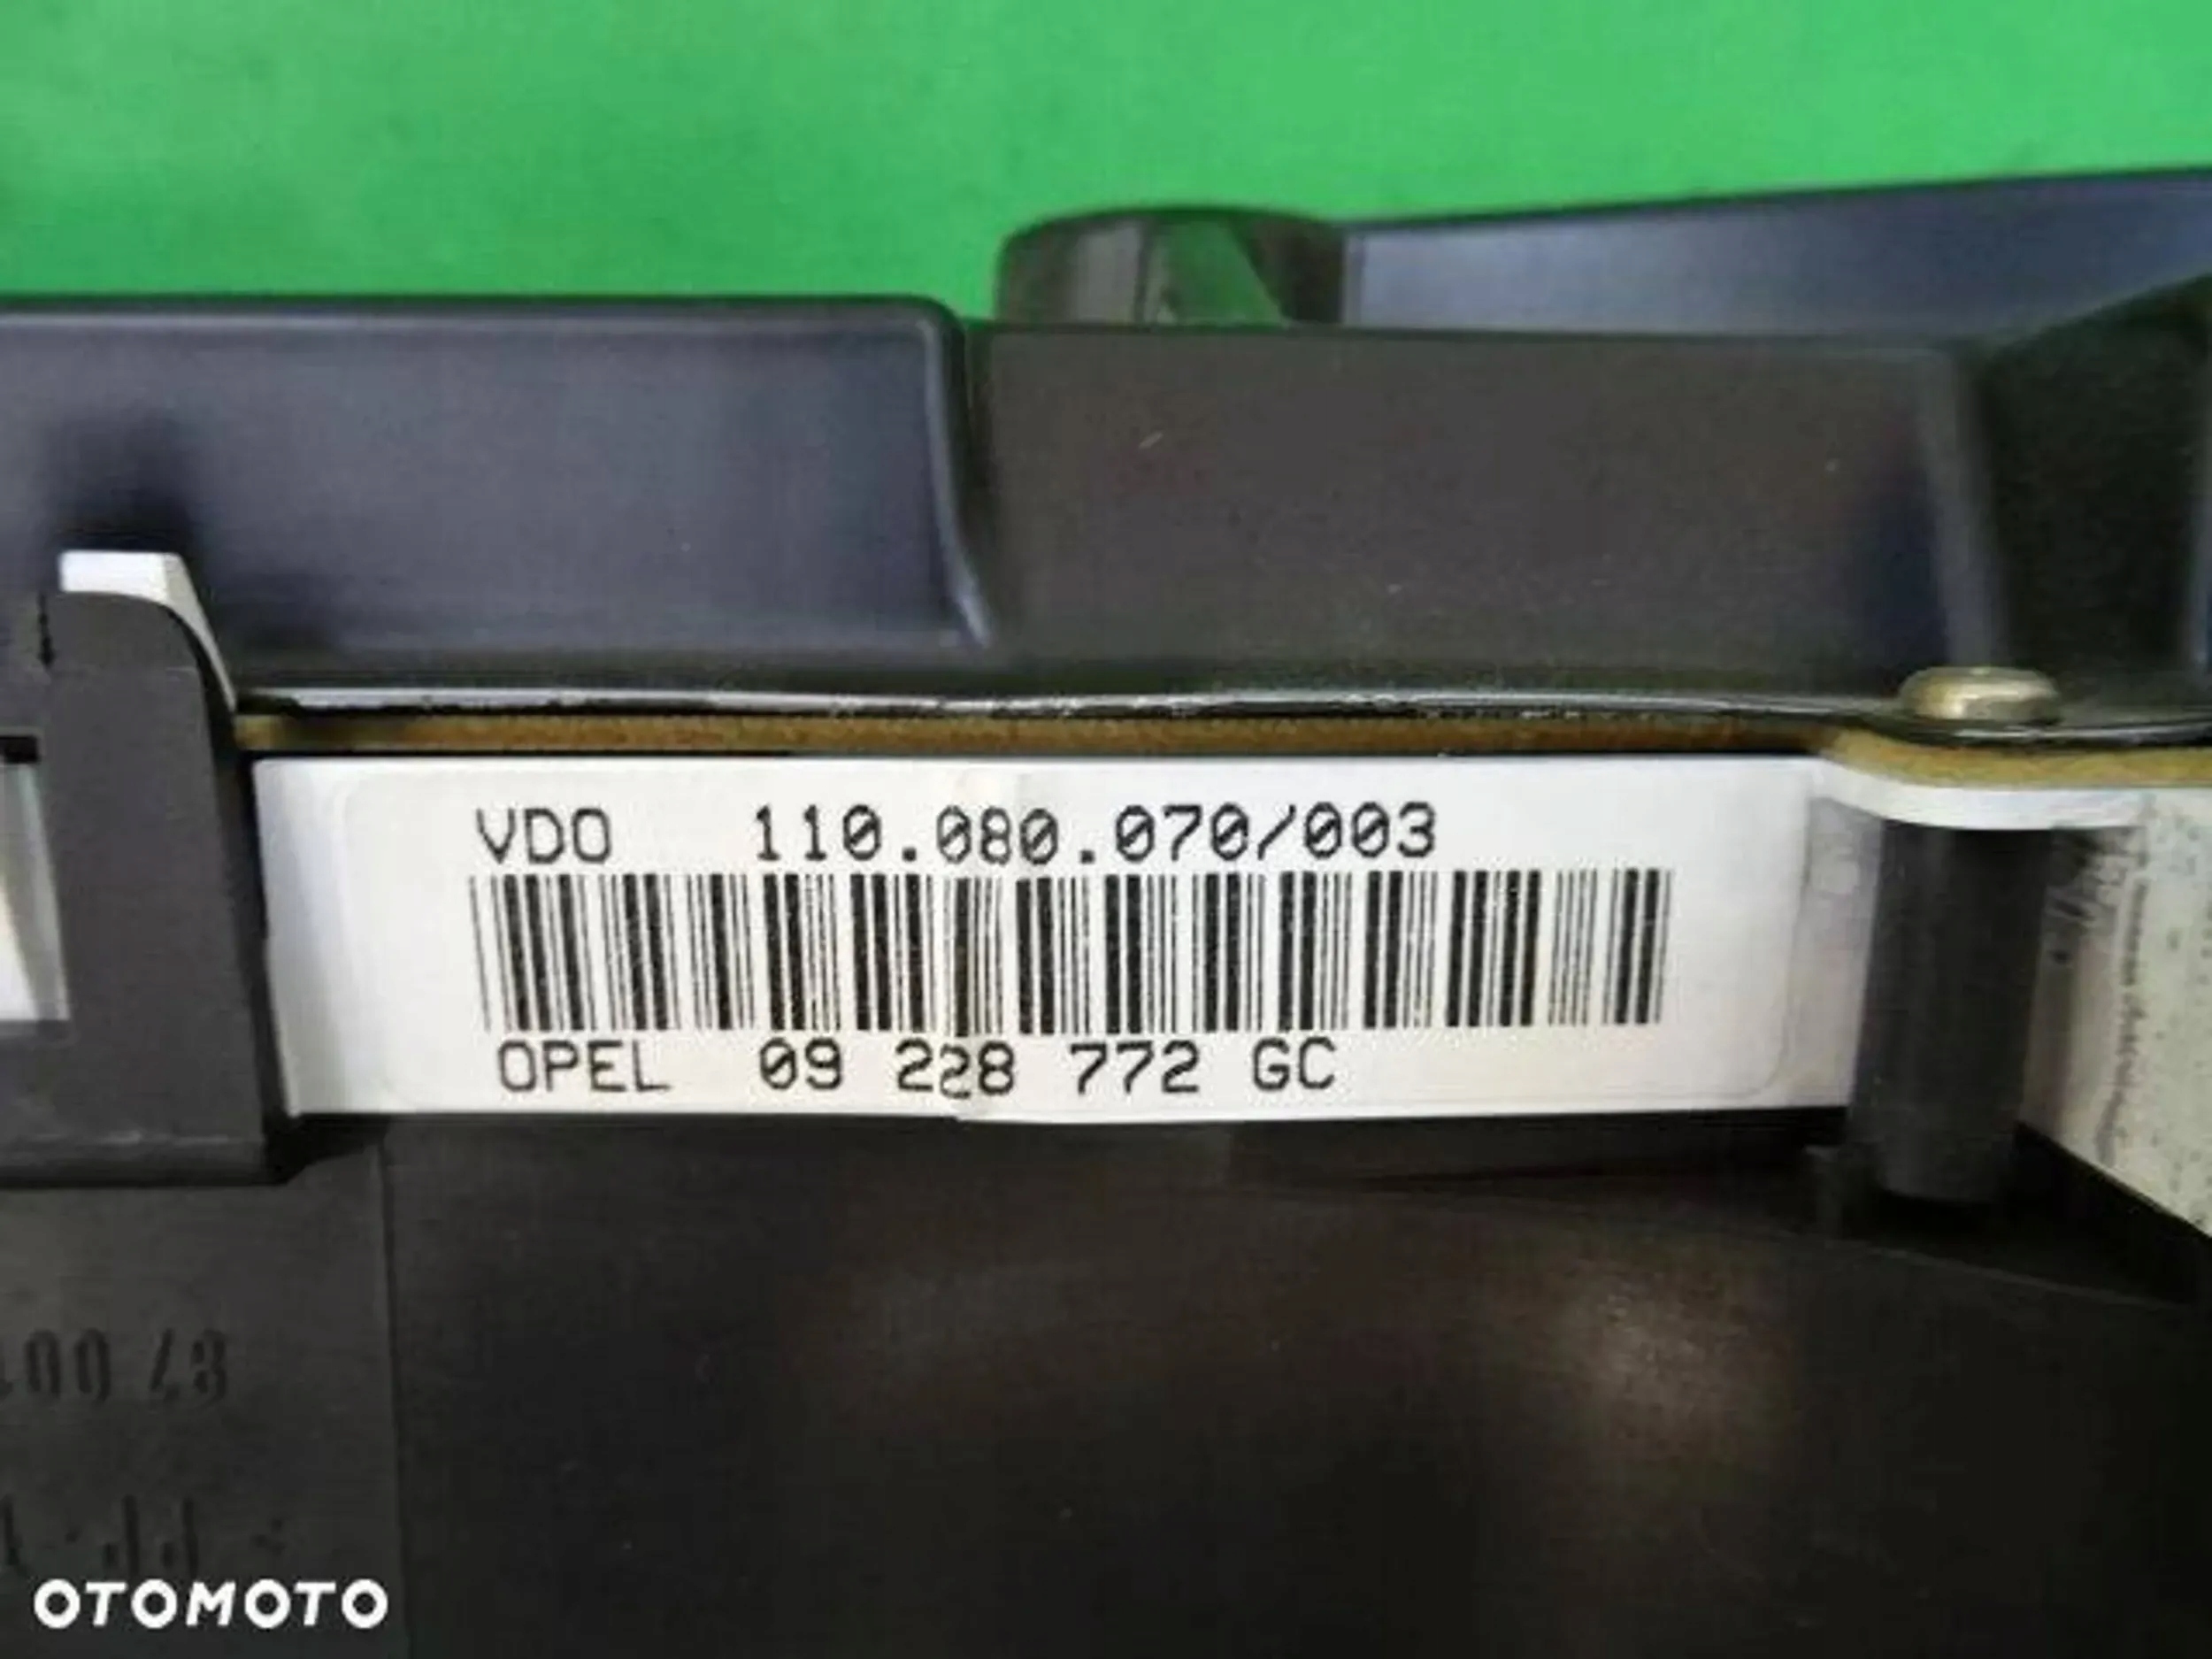 VDO 110.080.070/003
OPEL 09 228 772 GC
OTOMOTO